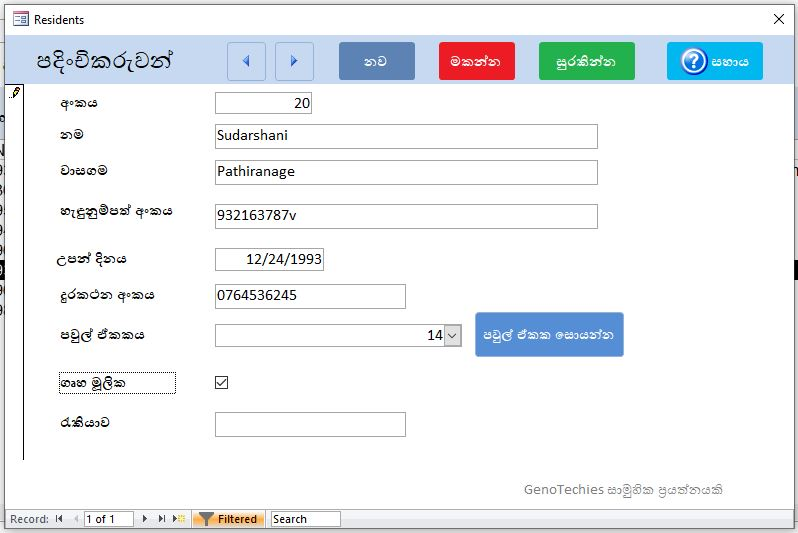 Residents
පදිංචිකරුවන්
නව
මකන්න
සුරකින්න
? සහාය
අංකය 20
නම Sudarshani
වාසගම Pathiranage
හැඳුනුම්පත් අංකය 932163787v
උපන් දිනය 12/24/1993
දුරකථන අංකය 0764536245
පවුල් ඒකකය 14 පවුල් ඒකක සොයන්න
ගෘහ මූලික
රැකියාව
GenoTechies සාමුහික ප්‍රයත්නයකි
Record: 1 of 1 Filtered Search